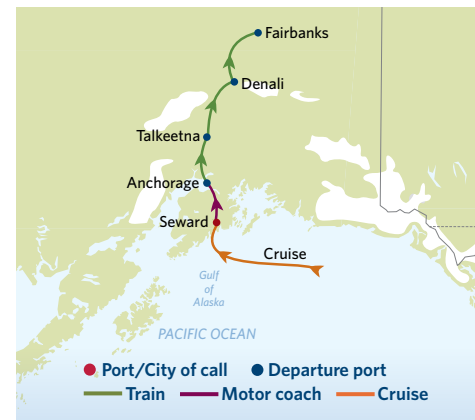 Fairbanks
Denali
Talkeetna
Anchorage
Seward
Cruise
Gulf
of
Alaska
PACIFIC OCEAN
Port/City of call Departure port
Train Motor coach Cruise